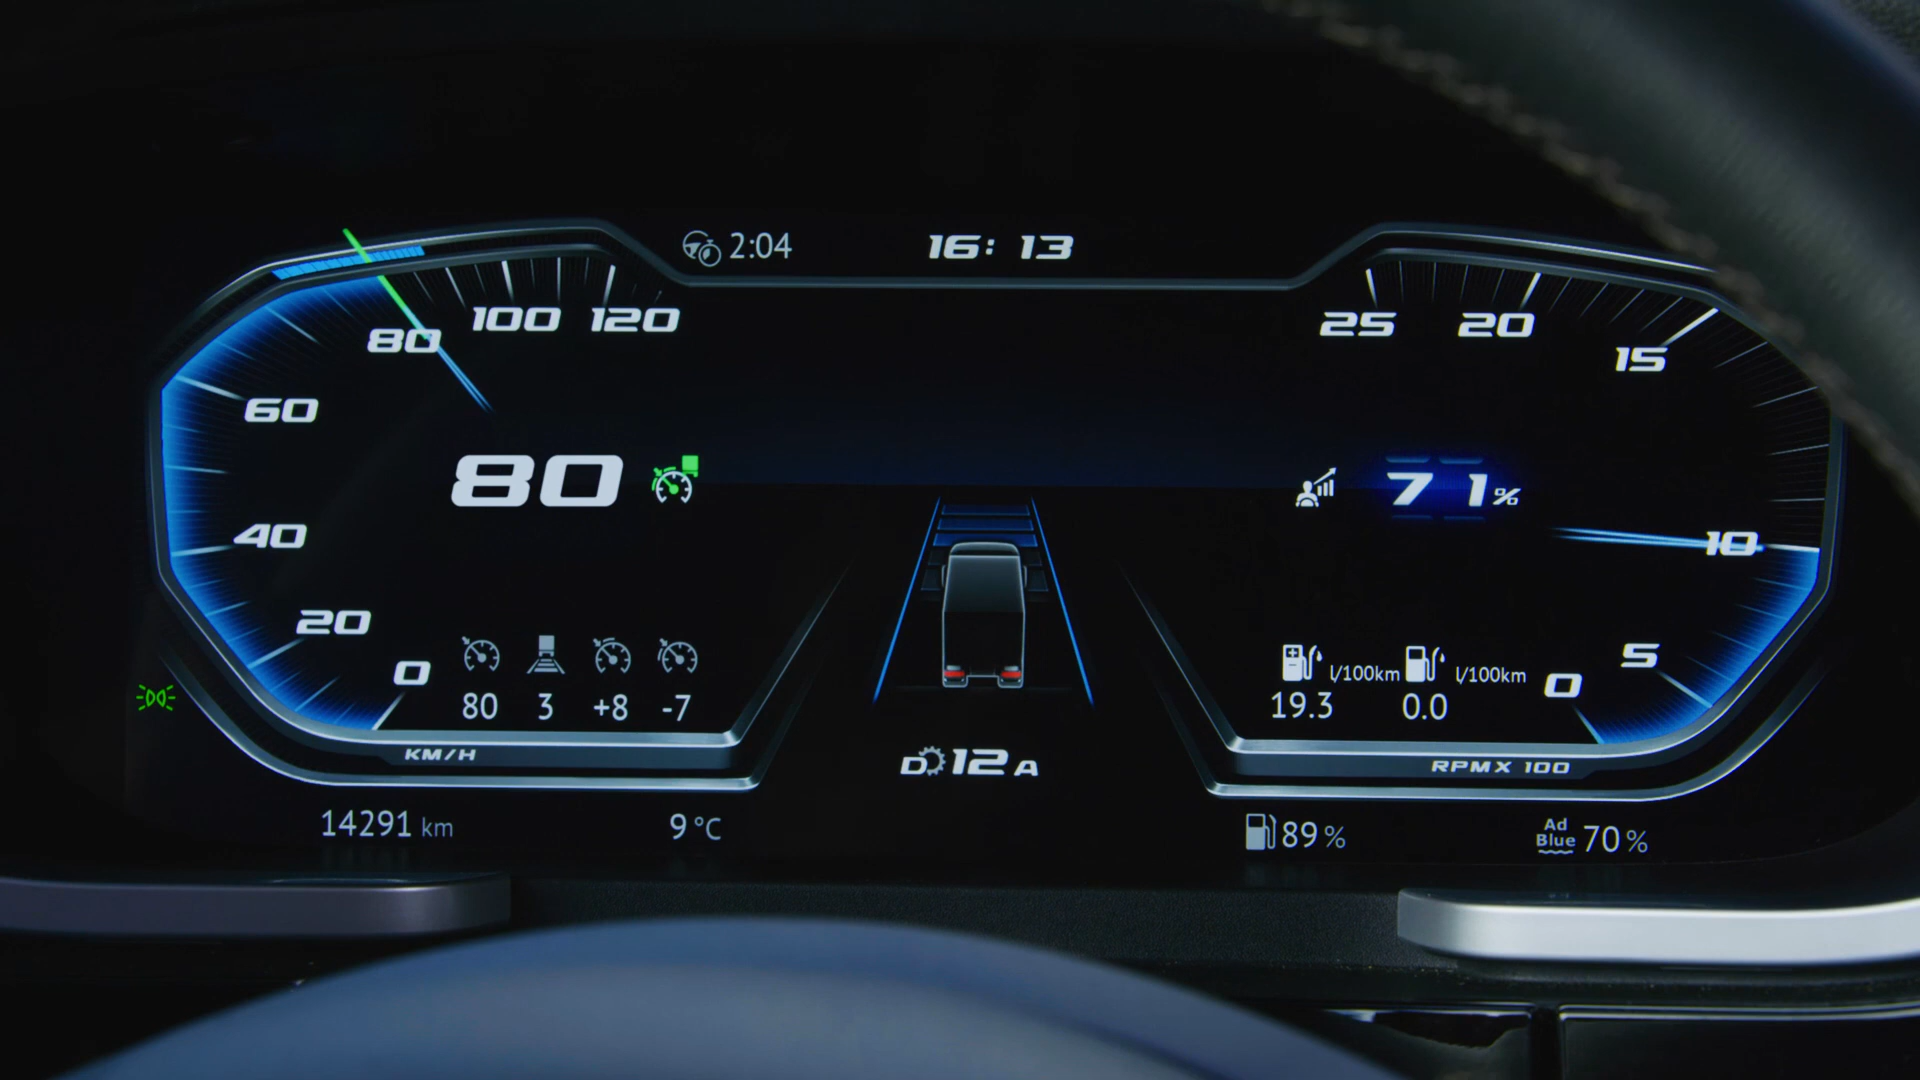 2:04
16: 13
100 120
80
60
40
20
0
80
80 3 +8 -7
KM/H
25 20
15
10
5
0
71%
l/100km l/100km
19.3 0.0
RPM X 100
D 12 A
14291 km
9 °C
89 %
Ad
Blue 70 %